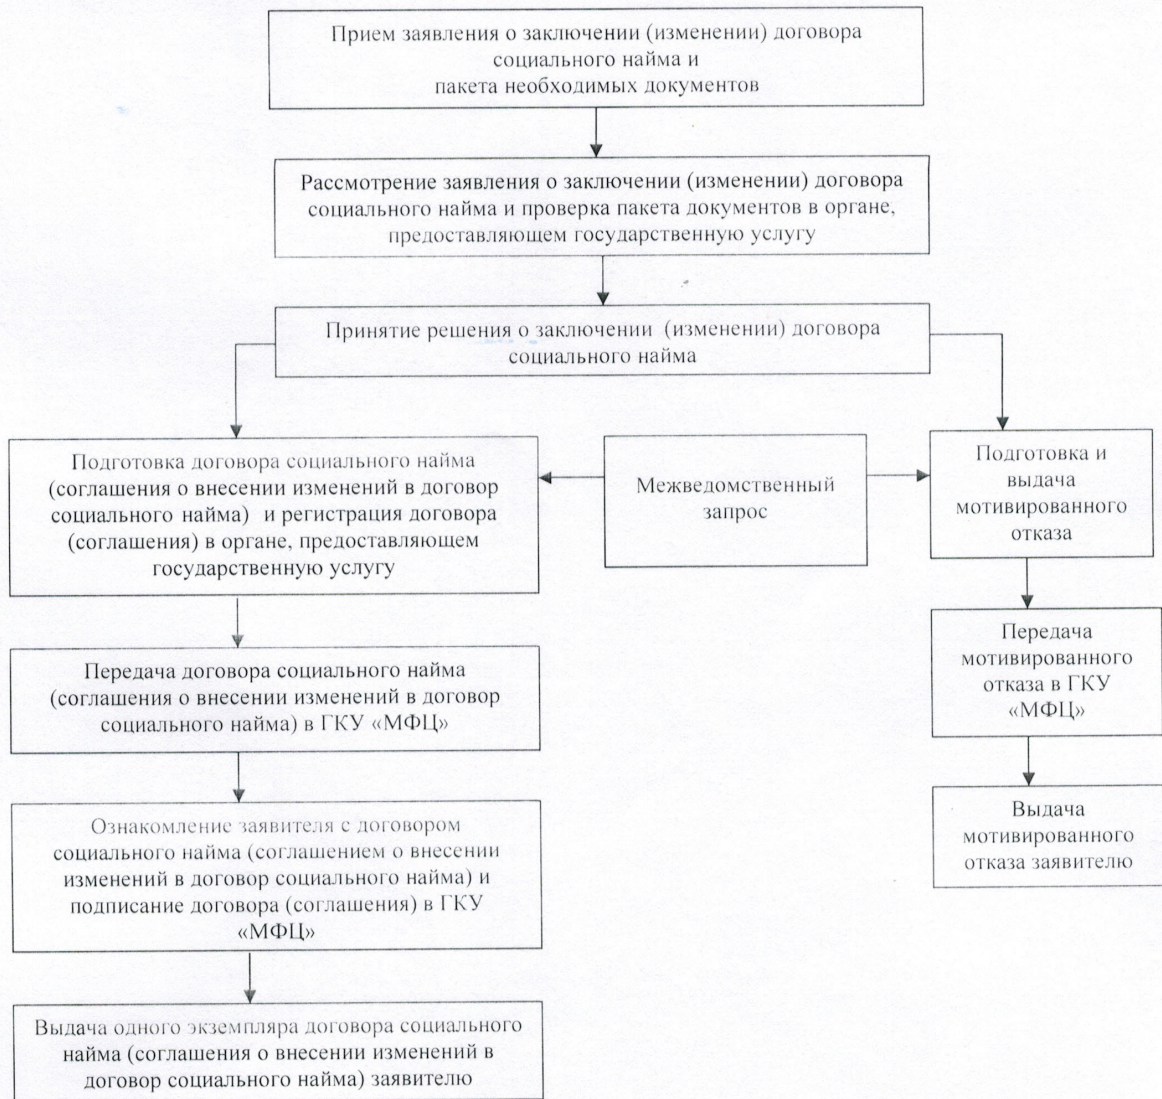 Прием заявления о заключении (изменении) договора
социального найма и
пакета необходимых документов
Рассмотрение заявления о заключении (изменении) договора
социального найма и проверка пакета документов в органе,
предоставляющем государственную услугу
Принятие решения о заключении (изменении) договора
социального найма
Подготовка договора социального найма
(соглашения о внесении изменений в договор
социального найма) и регистрация договора
(соглашения) в органе, предоставляющем
государственную услугу
Межведомственный
запрос
Подготовка и
выдача
мотивированного
отказа
Передача договора социального найма
(соглашения о внесении изменений в договор
социального найма) в ГКУ «МФЦ»
Передача
мотивированного
отказа в ГКУ
«МФЦ»
Ознакомление заявителя с договором
социального найма (соглашением о внесении
изменений в договор социального найма) и
подписание договора (соглашения) в ГКУ
«МФЦ»
Выдача
мотивированного
отказа заявителю
Выдача одного экземпляра договора социального
найма (соглашения о внесении изменений в
договор социального найма) заявителю